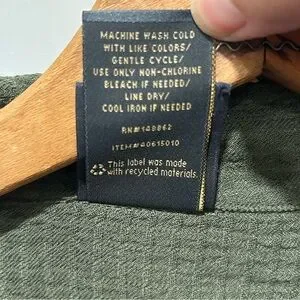 MACHINE WASH COLD
WITH LIKE COLORS/
GENTLE CYCLE/
USE ONLY NON-CHLORINE
BLEACH IF NEEDED/
LINE DRY/
COOL IRON IF NEEDED
RN#148862
ITEM#40615010
This label was made
with recycled materials.